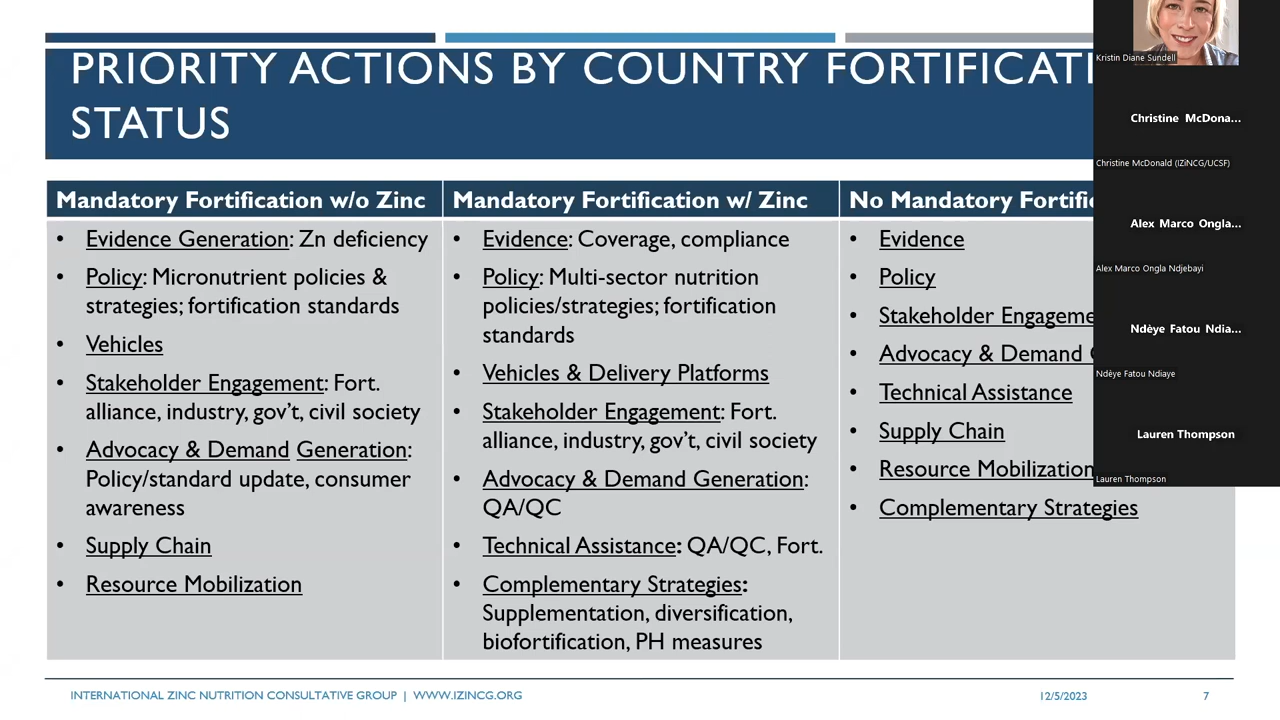 PRIORITY ACTIONS BY COUNTRY FORTIFICATI
STATUS
Mandatory Fortification w/o Zinc
• Evidence Generation: Zn deficiency
• Policy: Micronutrient policies &
strategies; fortification standards
• Vehicles
• Stakeholder Engagement: Fort.
alliance, industry, gov’t, civil society
• Advocacy & Demand Generation:
Policy/standard update, consumer
awareness
• Supply Chain
• Resource Mobilization
Mandatory Fortification w/ Zinc
• Evidence: Coverage, compliance
• Policy: Multi-sector nutrition
policies/strategies; fortification
standards
• Vehicles & Delivery Platforms
• Stakeholder Engagement: Fort.
alliance, industry, gov’t, civil society
• Advocacy & Demand Generation:
QA/QC
• Technical Assistance: QA/QC, Fort.
• Complementary Strategies:
Supplementation, diversification,
biofortification, PH measures
No Mandatory Fortific
• Evidence
• Policy
• Stakeholder Engageme
• Advocacy & Demand
• Technical Assistance
• Supply Chain
• Resource Mobilization
• Complementary Strategies
Kristin Diane Sundell
Christine McDona...
Christine McDonald (IZiNCG/UCSF)
Alex Marco Ongla...
Alex Marco Ongla Ndjebayi
Ndèye Fatou Ndia...
Ndèye Fatou Ndiaye
Lauren Thompson
Lauren Thompson
INTERNATIONAL ZINC NUTRITION CONSULTATIVE GROUP | WWW.IZINCG.ORG
12/5/2023
7